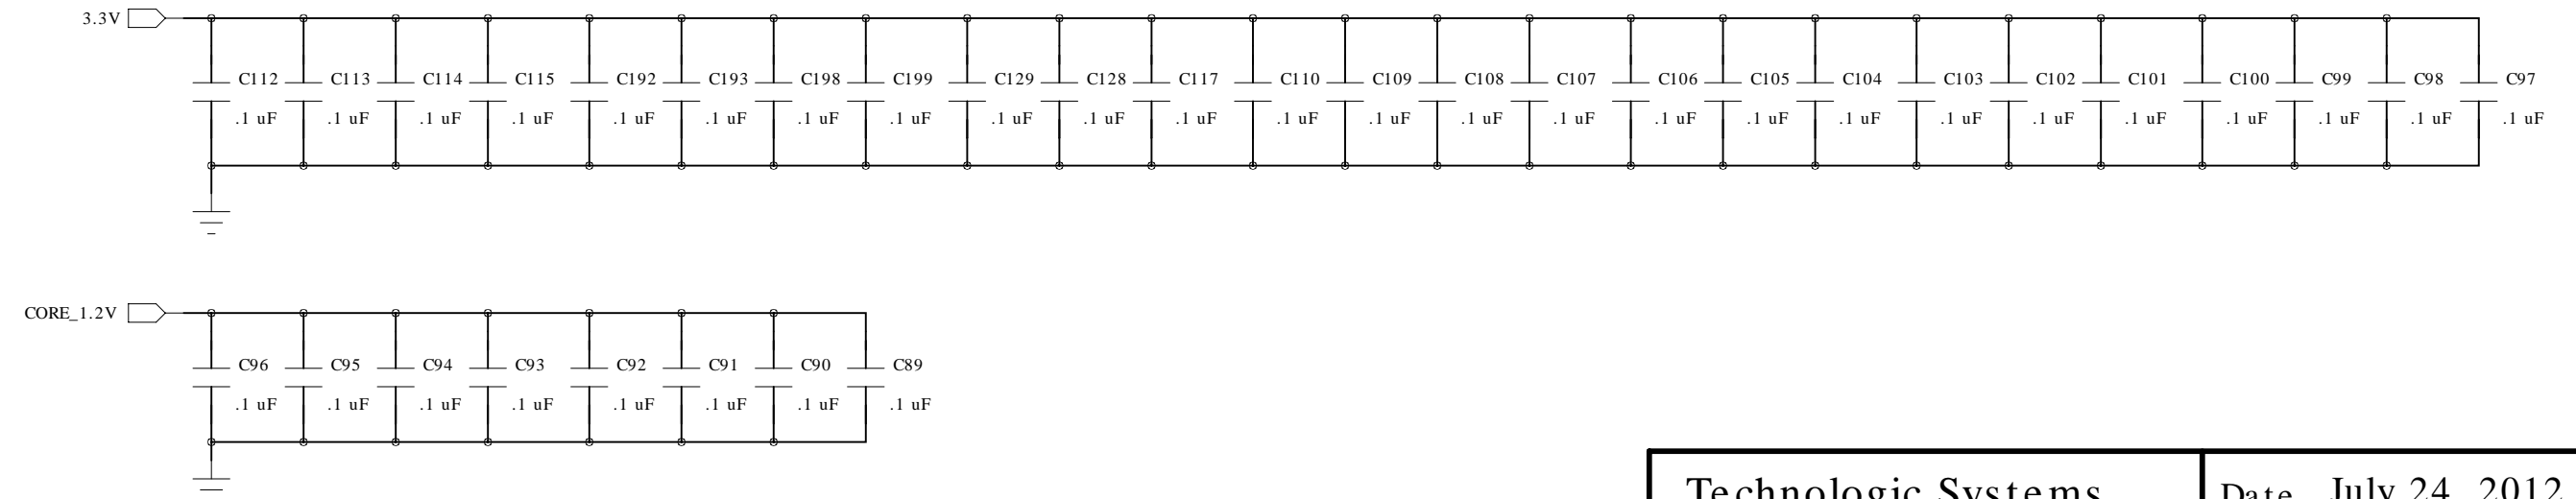 3.3V
C112 C113 C114 C115 C192 C193 C198 C199 C129 C128 C117 C110 C109 C108 C107 C106 C105 C104 C103 C102 C101 C100 C99 C98 C97
.1 uF .1 uF .1 uF .1 uF .1 uF .1 uF .1 uF .1 uF .1 uF .1 uF .1 uF .1 uF .1 uF .1 uF .1 uF .1 uF .1 uF .1 uF .1 uF .1 uF .1 uF .1 uF .1 uF .1 uF .1 uF
CORE_1.2V
C96 C95 C94 C93 C92 C91 C90 C89
.1 uF .1 uF .1 uF .1 uF .1 uF .1 uF .1 uF .1 uF
Technologic Systems Date July 24, 2012